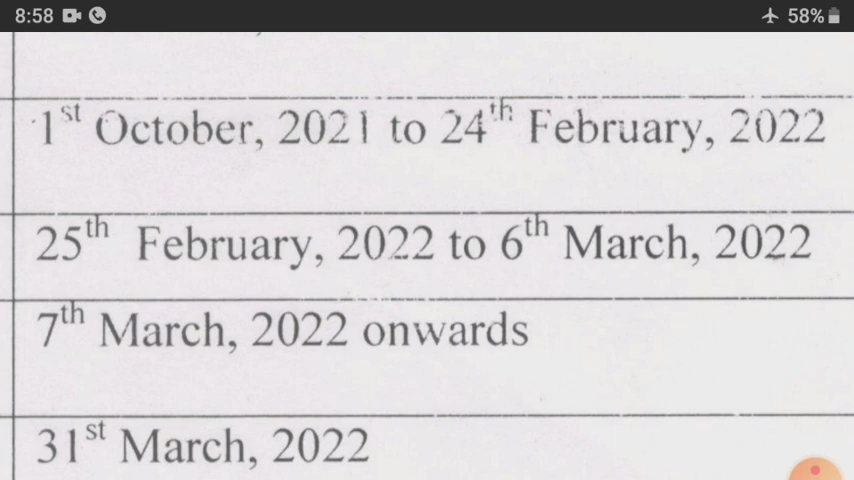 8:58
58%
1st October, 2021 to 24th February, 2022
25th February, 2022 to 6th March, 2022
7th March, 2022 onwards
31st March, 2022